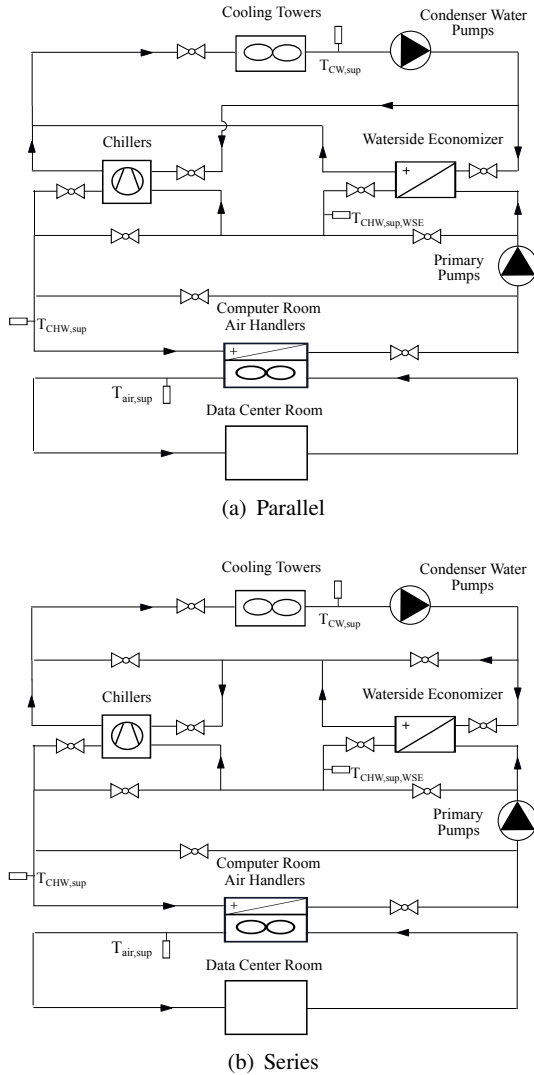 Cooling Towers
Condenser Water
Pumps
T_CW,sup
Chillers
Waterside Economizer
+
T_CHW,sup,WSE
Primary
Pumps
T_CHW,sup
Computer Room
Air Handlers
+
T_air,sup
Data Center Room
(a) Parallel
Cooling Towers
Condenser Water
Pumps
T_CW,sup
Chillers
Waterside Economizer
+
T_CHW,sup,WSE
Primary
Pumps
T_CHW,sup
Computer Room
Air Handlers
+
T_air,sup
Data Center Room
(b) Series